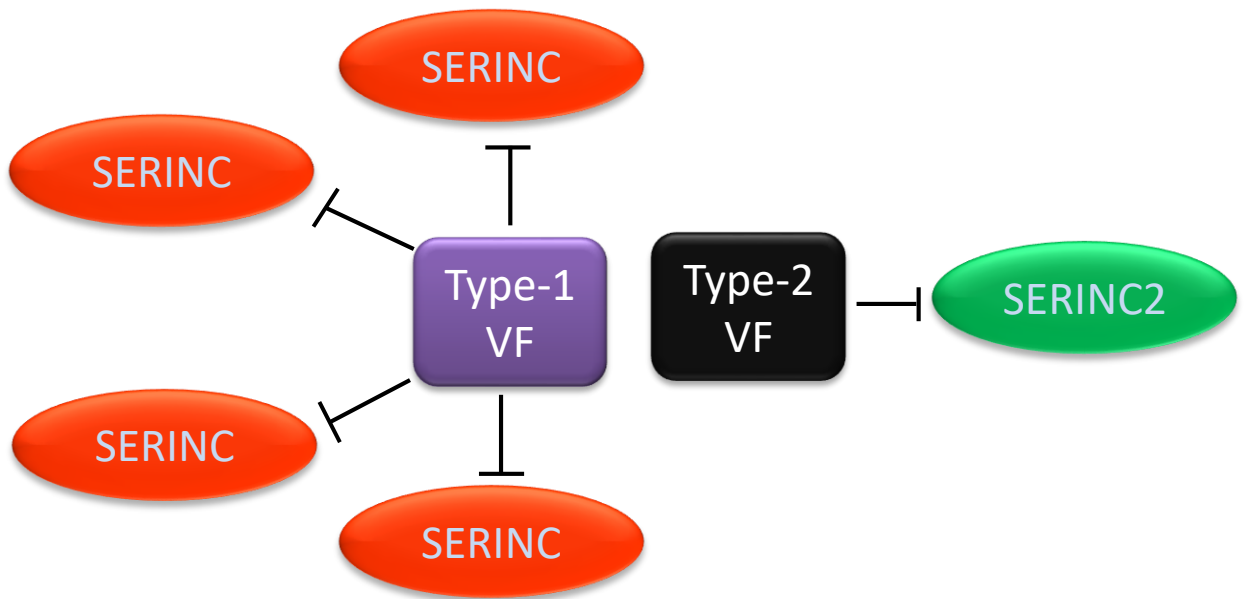 SERINC
SERINC
Type-1
VF
Type-2
VF
SERINC2
SERINC
SERINC